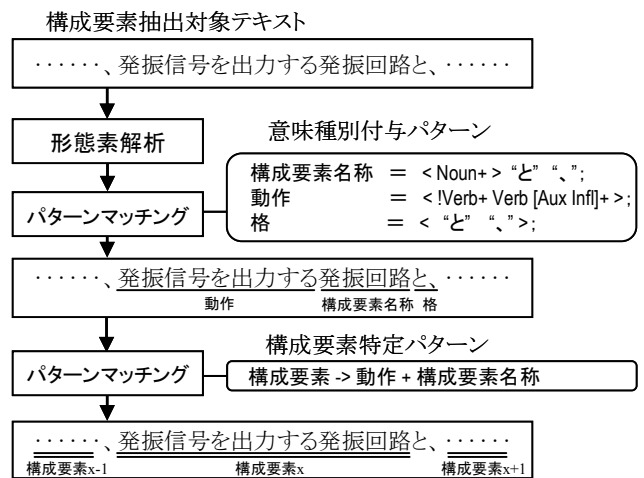 構成要素抽出対象テキスト
‥‥‥、発振信号を出力する発振回路と、‥‥‥
形態素解析
意味種別付与パターン
構成要素名称 = < Noun+ > “と” “、”;
動作 = < !Verb+ Verb [Aux Infl]+ >;
格 = < “と” “、” >;
パターンマッチング
‥‥‥、発振信号を出力する発振回路と、‥‥‥
動作 構成要素名称 格
構成要素特定パターン
パターンマッチング
構成要素 -> 動作 + 構成要素名称
‥‥‥、発振信号を出力する発振回路と、‥‥‥
構成要素x-1 構成要素x 構成要素x+1